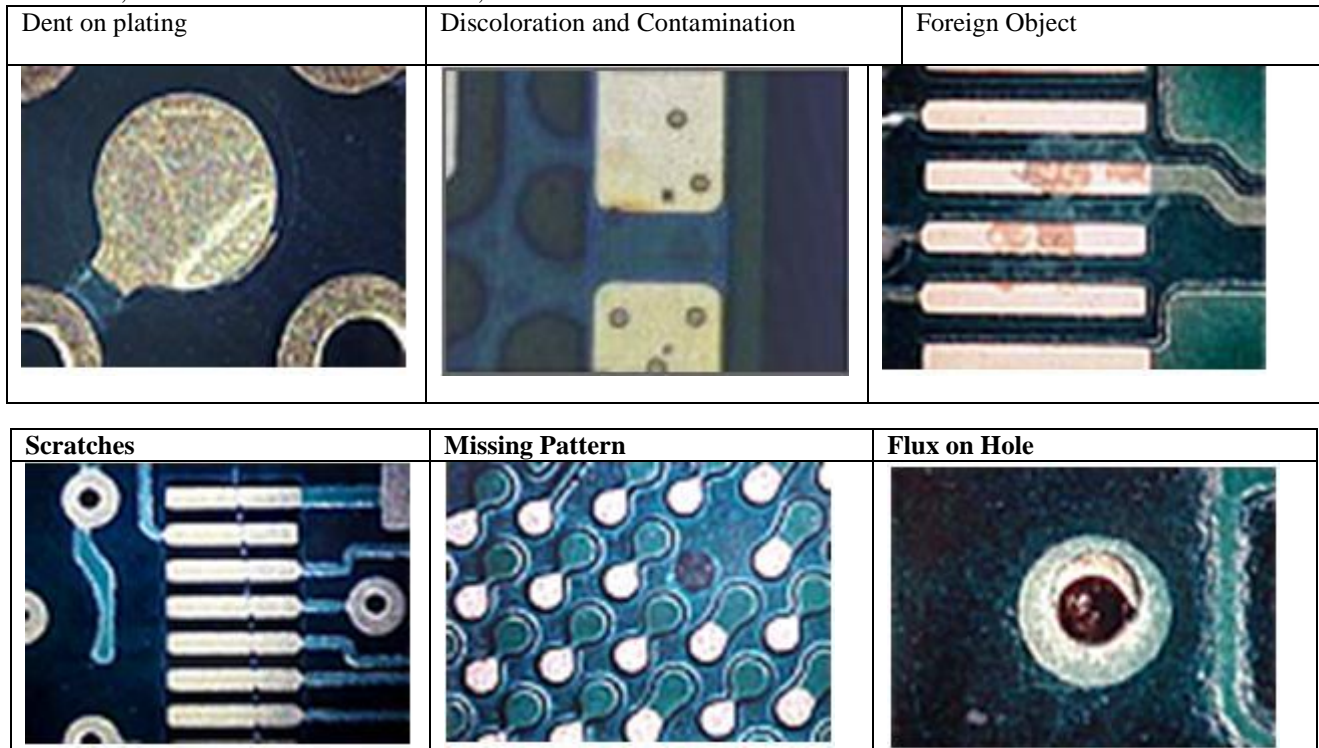 Dent on plating
Discoloration and Contamination
Foreign Object
Scratches
Missing Pattern
Flux on Hole